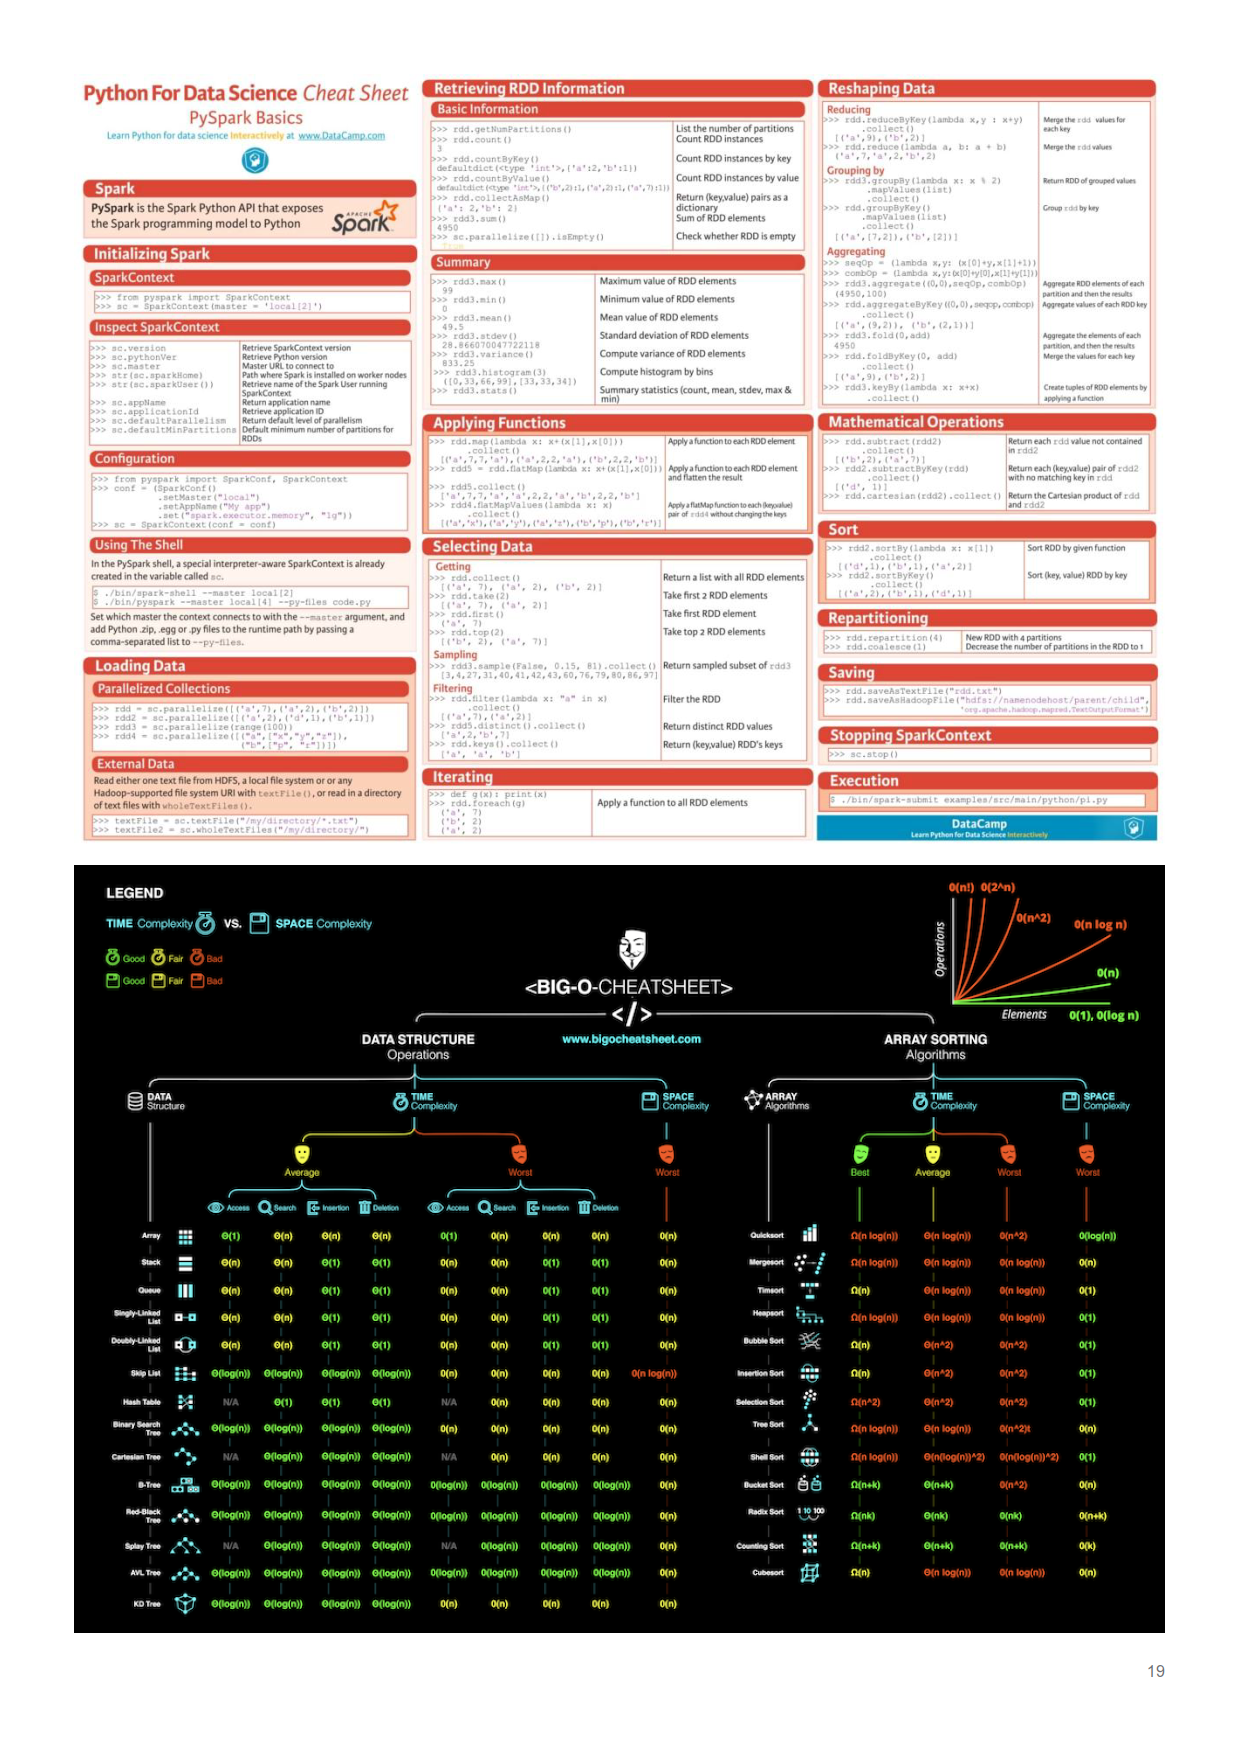 Python For Data Science Cheat Sheet
PySpark Basics
Learn Python for data science Interactively at www.DataCamp.com
Spark
PySpark is the Spark Python API that exposes
the Spark programming model to Python
APACHE
Spark
Initializing Spark
SparkContext
>>> from pyspark import SparkContext
>>> sc = SparkContext(master = 'local[2]')
Inspect SparkContext
>>> sc.version Retrieve SparkContext version
>>> sc.pythonVer Retrieve Python version
>>> sc.master Master URL to connect to
>>> str(sc.sparkHome) Path where Spark is installed on worker nodes
>>> str(sc.sparkUser()) Retrieve name of the Spark User running
SparkContext
>>> sc.appName Return application name
>>> sc.applicationId Retrieve application ID
>>> sc.defaultParallelism Return default level of parallelism
>>> sc.defaultMinPartitions Default minimum number of partitions for
RDDs
Configuration
>>> from pyspark import SparkConf, SparkContext
>>> conf = (SparkConf()
.setMaster("local")
.setAppName("My app")
.set("spark.executor.memory", "1g"))
>>> sc = SparkContext(conf = conf)
Using The Shell
In the PySpark shell, a special interpreter-aware SparkContext is already
created in the variable called sc.
$ ./bin/spark-shell --master local[2]
$ ./bin/pyspark --master local[4] --py-files code.py
Set which master the context connects to with the --master argument, and
add Python .zip, .egg or .py files to the runtime path by passing a
comma-separated list to --py-files.
Loading Data
Parallelized Collections
>>> rdd = sc.parallelize([('a',7),('a',2),('b',2)])
>>> rdd2 = sc.parallelize([('a',2),('d',1),('b',1)])
>>> rdd3 = sc.parallelize(range(100))
>>> rdd4 = sc.parallelize([("a",["x","y","z"]),
("b",["p", "r"])])
External Data
Read either one text file from HDFS, a local file system or or any
Hadoop-supported file system URI with textFile(), or read in a directory
of text files with wholeTextFiles().
>>> textFile = sc.textFile("/my/directory/*.txt")
>>> textFile2 = sc.wholeTextFiles("/my/directory/")
Retrieving RDD Information
Basic Information
>>> rdd.getNumPartitions() List the number of partitions
>>> rdd.count() Count RDD instances
3
>>> rdd.countByKey() Count RDD instances by key
defaultdict(<type 'int'>,{'a':2,'b':1})
>>> rdd.countByValue() Count RDD instances by value
defaultdict(<type 'int'>,{('b',2):1,('a',2):1,('a',7):1})
>>> rdd.collectAsMap() Return (key,value) pairs as a
{'a': 2,'b': 2} dictionary
>>> rdd3.sum() Sum of RDD elements
4950
>>> sc.parallelize([]).isEmpty() Check whether RDD is empty
True
Summary
>>> rdd3.max() Maximum value of RDD elements
99
>>> rdd3.min() Minimum value of RDD elements
0
>>> rdd3.mean() Mean value of RDD elements
49.5
>>> rdd3.stdev() Standard deviation of RDD elements
28.866070047722118
>>> rdd3.variance() Compute variance of RDD elements
833.25
>>> rdd3.histogram(3) Compute histogram by bins
([0,33,66,99],[33,33,34])
>>> rdd3.stats() Summary statistics (count, mean, stdev, max &
min)
Applying Functions
>>> rdd.map(lambda x: x+(x[1],x[0])) Apply a function to each RDD element
.collect()
[('a',7,7,'a'),('a',2,2,'a'),('b',2,2,'b')]
>>> rdd5 = rdd.flatMap(lambda x: x+(x[1],x[0])) Apply a function to each RDD element
and flatten the result
>>> rdd5.collect()
['a',7,7,'a','a',2,2,'a','b',2,2,'b']
>>> rdd4.flatMapValues(lambda x: x) Apply a flatMap function to each (key,value)
.collect() pair of rdd4 without changing the keys
[('a','x'),('a','y'),('a','z'),('b','p'),('b','r')]
Selecting Data
Getting
>>> rdd.collect() Return a list with all RDD elements
[('a', 7), ('a', 2), ('b', 2)]
>>> rdd.take(2) Take first 2 RDD elements
[('a', 7), ('a', 2)]
>>> rdd.first() Take first RDD element
('a', 7)
>>> rdd.top(2) Take top 2 RDD elements
[('b', 2), ('a', 7)]
Sampling
>>> rdd3.sample(False, 0.15, 81).collect() Return sampled subset of rdd3
[3,4,27,31,40,41,42,43,60,76,79,80,86,97]
Filtering
>>> rdd.filter(lambda x: "a" in x) Filter the RDD
.collect()
[('a',7),('a',2)]
>>> rdd5.distinct().collect() Return distinct RDD values
['a',2,'b',7]
>>> rdd.keys().collect() Return (key,value) RDD's keys
['a', 'a', 'b']
Iterating
>>> def g(x): print(x)
>>> rdd.foreach(g) Apply a function to all RDD elements
('a', 7)
('b', 2)
('a', 2)
Reshaping Data
Reducing
>>> rdd.reduceByKey(lambda x,y : x+y) Merge the rdd values for
.collect() each key
[('a',9),('b',2)]
>>> rdd.reduce(lambda a, b: a + b) Merge the rdd values
('a',7,'a',2,'b',2)
Grouping by
>>> rdd3.groupBy(lambda x: x % 2) Return RDD of grouped values
.mapValues(list)
.collect()
>>> rdd.groupByKey() Group rdd by key
.mapValues(list)
.collect()
[('a',[7,2]),('b',[2])]
Aggregating
>>> seqOp = (lambda x,y: (x[0]+y,x[1]+1))
>>> combOp = (lambda x,y:(x[0]+y[0],x[1]+y[1]))
>>> rdd3.aggregate((0,0),seqOp,combOp) Aggregate RDD elements of each
(4950,100) partition and then the results
>>> rdd.aggregateByKey((0,0),seqop,combop) Aggregate values of each RDD key
.collect()
[('a',(9,2)), ('b',(2,1))]
>>> rdd3.fold(0,add) Aggregate the elements of each
4950 partition, and then the results
>>> rdd.foldByKey(0, add) Merge the values for each key
.collect()
[('a',9),('b',2)]
>>> rdd3.keyBy(lambda x: x+x) Create tuples of RDD elements by
.collect() applying a function
Mathematical Operations
>>> rdd.subtract(rdd2) Return each rdd value not contained
.collect() in rdd2
[('b',2),('a',7)]
>>> rdd2.subtractByKey(rdd) Return each (key,value) pair of rdd2
.collect() with no matching key in rdd
[('d', 1)]
>>> rdd.cartesian(rdd2).collect() Return the Cartesian product of rdd
and rdd2
Sort
>>> rdd2.sortBy(lambda x: x[1]) Sort RDD by given function
.collect()
[('d',1),('b',1),('a',2)]
>>> rdd2.sortByKey() Sort (key, value) RDD by key
.collect()
[('a',2),('b',1),('d',1)]
Repartitioning
>>> rdd.repartition(4) New RDD with 4 partitions
>>> rdd.coalesce(1) Decrease the number of partitions in the RDD to 1
Saving
>>> rdd.saveAsTextFile("rdd.txt")
>>> rdd.saveAsHadoopFile("hdfs://namenodehost/parent/child",
'org.apache.hadoop.mapred.TextOutputFormat')
Stopping SparkContext
>>> sc.stop()
Execution
$ ./bin/spark-submit examples/src/main/python/pi.py
DataCamp
Learn Python for Data Science Interactively
LEGEND
TIME Complexity VS. SPACE Complexity
Good Fair Bad
Good Fair Bad
<BIG-O-CHEATSHEET>
</>
www.bigocheatsheet.com
O(n!) O(2^n)
O(n^2)
O(n log n)
O(n)
O(1), O(log n)
Operations
Elements
DATA STRUCTURE
Operations
DATA Structure
TIME Complexity
SPACE Complexity
Average Worst Worst
Access Search Insertion Deletion Access Search Insertion Deletion
Array Θ(1) Θ(n) Θ(n) Θ(n) O(1) O(n) O(n) O(n) O(n)
Stack Θ(n) Θ(n) Θ(1) Θ(1) O(n) O(n) O(1) O(1) O(n)
Queue Θ(n) Θ(n) Θ(1) Θ(1) O(n) O(n) O(1) O(1) O(n)
Singly-Linked List Θ(n) Θ(n) Θ(1) Θ(1) O(n) O(n) O(1) O(1) O(n)
Doubly-Linked List Θ(n) Θ(n) Θ(1) Θ(1) O(n) O(n) O(1) O(1) O(n)
Skip List Θ(log(n)) Θ(log(n)) Θ(log(n)) Θ(log(n)) O(n) O(n) O(n) O(n) O(n log(n))
Hash Table N/A Θ(1) Θ(1) Θ(1) N/A O(n) O(n) O(n) O(n)
Binary Search Tree Θ(log(n)) Θ(log(n)) Θ(log(n)) Θ(log(n)) O(n) O(n) O(n) O(n) O(n)
Cartesian Tree N/A Θ(log(n)) Θ(log(n)) Θ(log(n)) N/A O(n) O(n) O(n) O(n)
B-Tree Θ(log(n)) Θ(log(n)) Θ(log(n)) Θ(log(n)) O(log(n)) O(log(n)) O(log(n)) O(log(n)) O(n)
Red-Black Tree Θ(log(n)) Θ(log(n)) Θ(log(n)) Θ(log(n)) O(log(n)) O(log(n)) O(log(n)) O(log(n)) O(n)
Splay Tree N/A Θ(log(n)) Θ(log(n)) Θ(log(n)) N/A O(log(n)) O(log(n)) O(log(n)) O(n)
AVL Tree Θ(log(n)) Θ(log(n)) Θ(log(n)) Θ(log(n)) O(log(n)) O(log(n)) O(log(n)) O(log(n)) O(n)
KD Tree Θ(log(n)) Θ(log(n)) Θ(log(n)) Θ(log(n)) O(n) O(n) O(n) O(n) O(n)
ARRAY SORTING
Algorithms
ARRAY Algorithms
TIME Complexity
SPACE Complexity
Best Average Worst Worst
Quicksort Ω(n log(n)) Θ(n log(n)) O(n^2) O(log(n))
Mergesort Ω(n log(n)) Θ(n log(n)) O(n log(n)) O(n)
Timsort Ω(n) Θ(n log(n)) O(n log(n)) O(1)
Heapsort Ω(n log(n)) Θ(n log(n)) O(n log(n)) O(1)
Bubble Sort Ω(n) Θ(n^2) O(n^2) O(1)
Insertion Sort Ω(n) Θ(n^2) O(n^2) O(1)
Selection Sort Ω(n^2) Θ(n^2) O(n^2) O(1)
Tree Sort Ω(n log(n)) Θ(n log(n)) O(n^2)t O(n)
Shell Sort Ω(n log(n)) Θ(n(log(n))^2) O(n(log(n))^2) O(1)
Bucket Sort Ω(n+k) Θ(n+k) O(n^2) O(n)
Radix Sort 1 10 100 Ω(nk) Θ(nk) O(nk) O(n+k)
Counting Sort Ω(n+k) Θ(n+k) O(n+k) O(k)
Cubesort Ω(n) Θ(n log(n)) O(n log(n)) O(n)
19